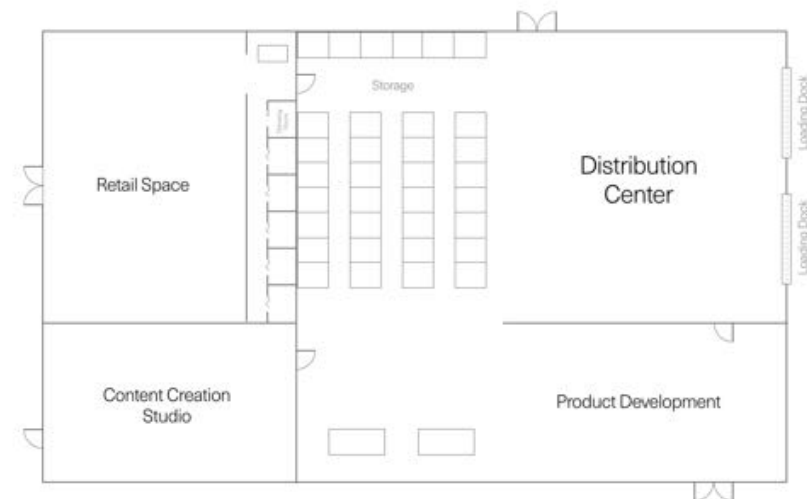 Storage
Loading Dock
Distribution
Center
Retail Space
Loading Dock
Content Creation
Studio
Product Development